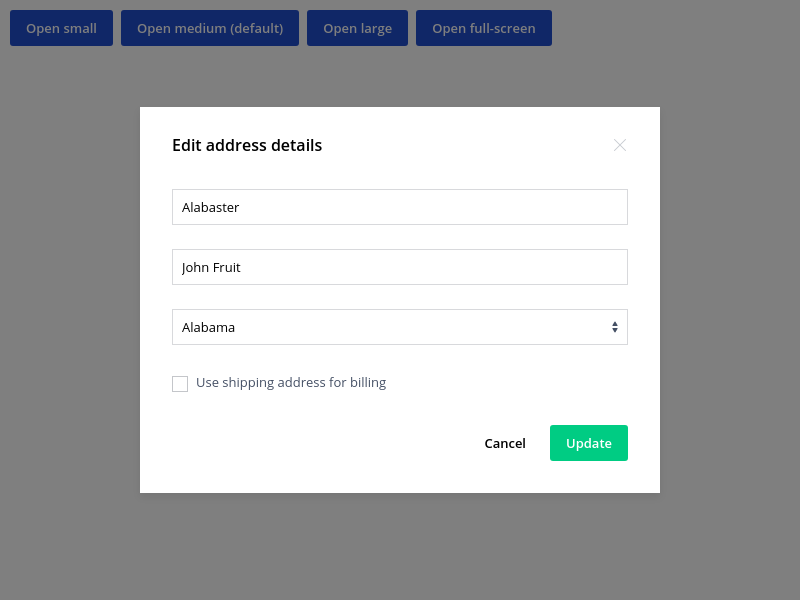 Open small Open medium (default) Open large Open full-screen
Edit address details
Alabaster
John Fruit
Alabama
Use shipping address for billing
Cancel Update